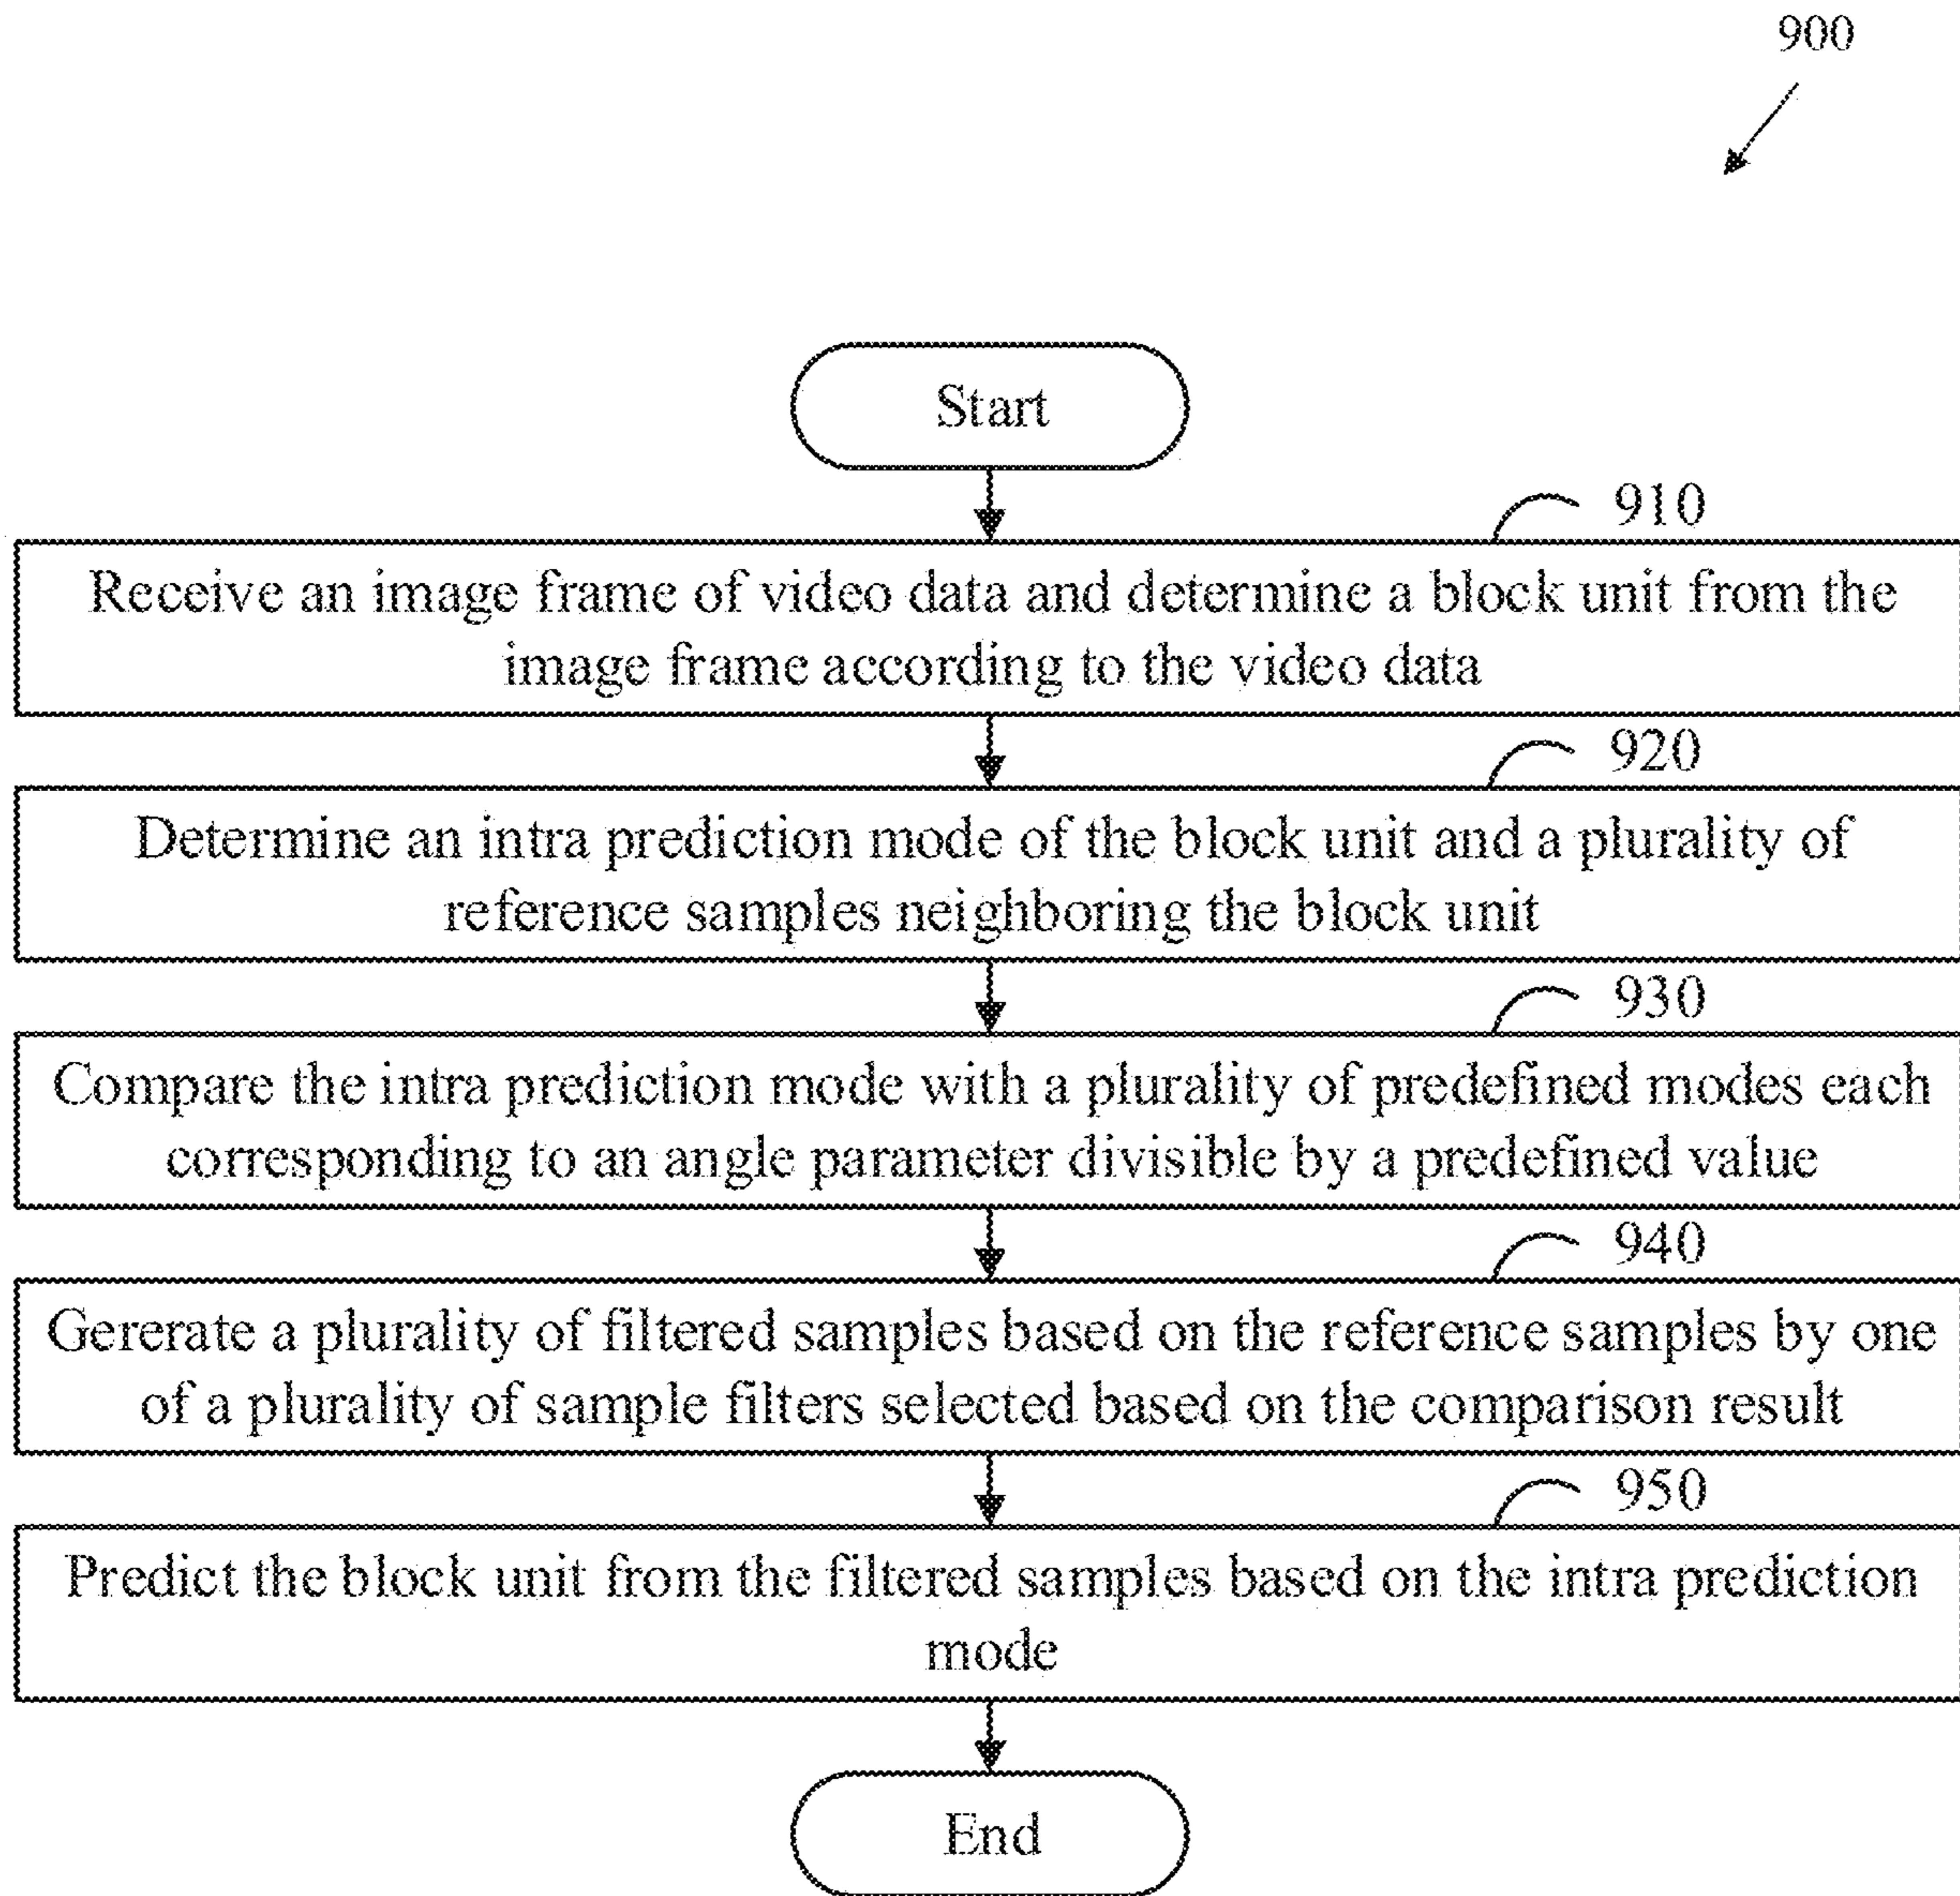 900
Start
910
Receive an image frame of video data and determine a block unit from the
image frame according to the video data
920
Determine an intra prediction mode of the block unit and a plurality of
reference samples neighboring the block unit
930
Compare the intra prediction mode with a plurality of predefined modes each
corresponding to an angle parameter divisible by a predefined value
940
Gererate a plurality of filtered samples based on the reference samples by one
of a plurality of sample filters selected based on the comparison result
950
Predict the block unit from the filtered samples based on the intra prediction
mode
End